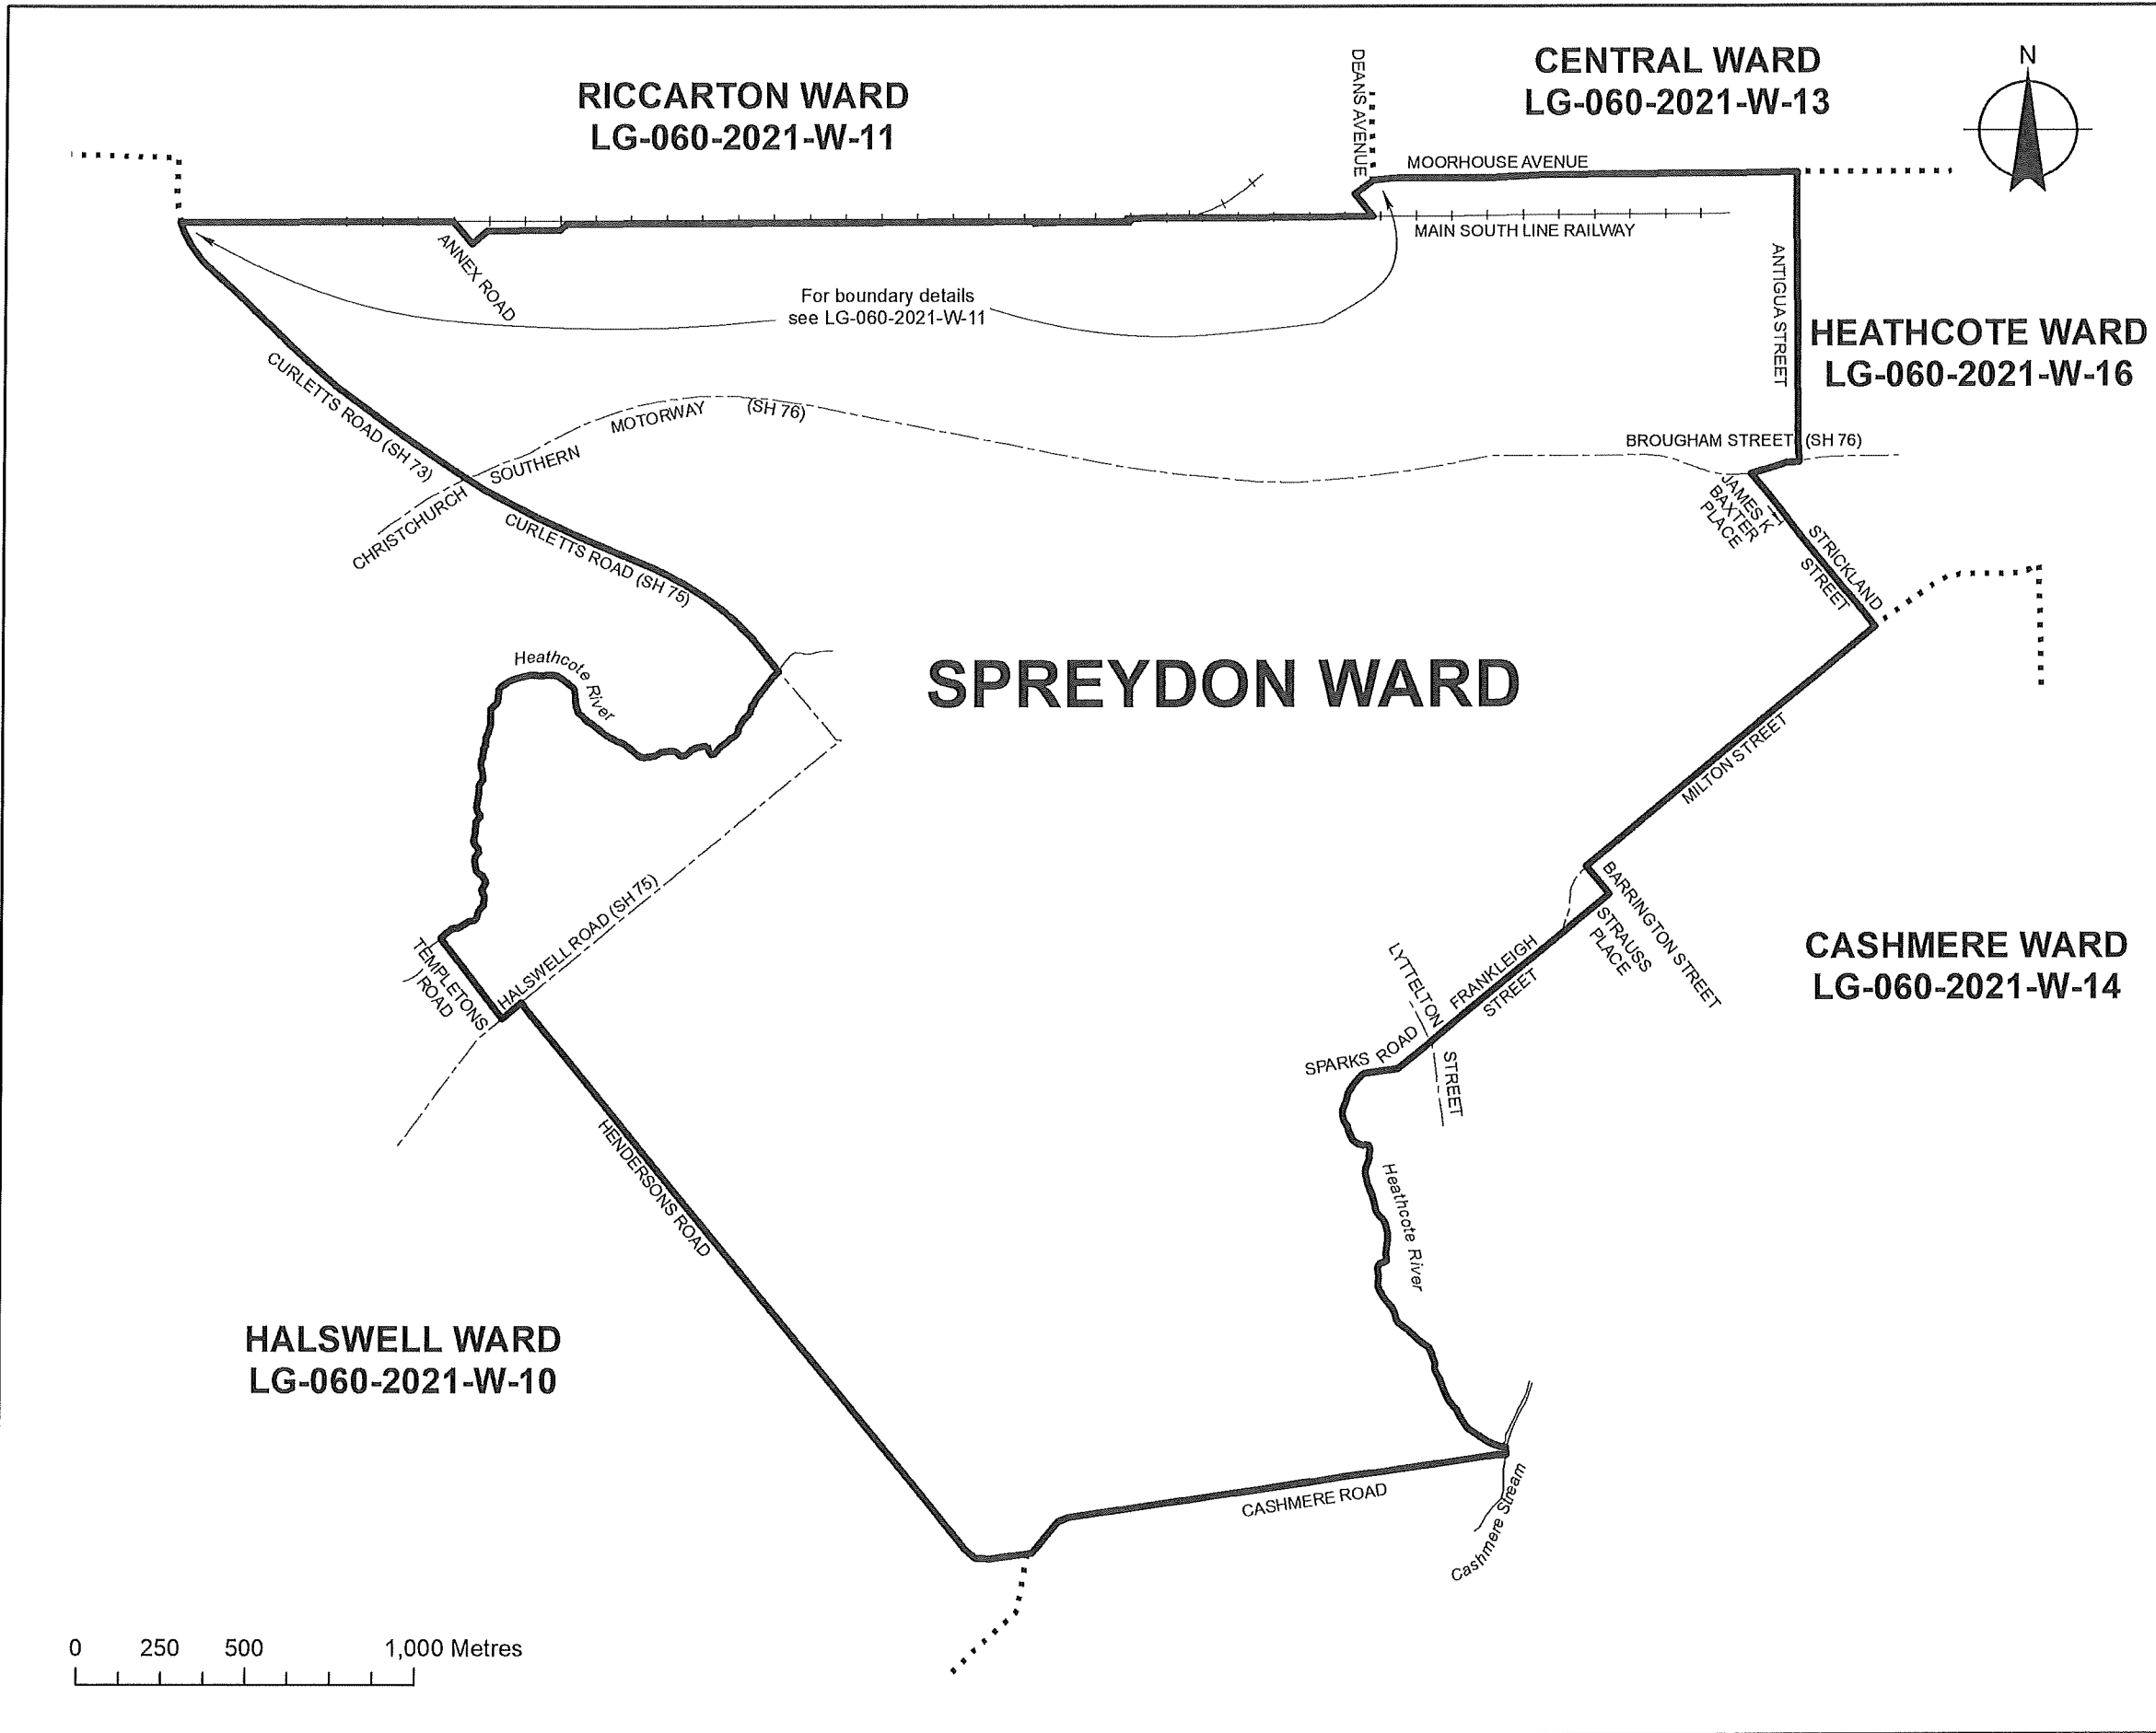 RICCARTON WARD
LG-060-2021-W-11
DEANS AVENUE
CENTRAL WARD
LG-060-2021-W-13
N
MOORHOUSE AVENUE
MAIN SOUTH LINE RAILWAY
ANNEX ROAD
For boundary details
see LG-060-2021-W-11
ANTIGUA STREET
HEATHCOTE WARD
LG-060-2021-W-16
CURLETTS ROAD (SH 73)
CHRISTCHURCH SOUTHERN MOTORWAY (SH 76)
BROUGHAM STREET (SH 76)
CURLETTS ROAD (SH 75)
JAMES K
BAXTER
PLACE
STRICKLAND
STREET
Heathcote River
SPREYDON WARD
MILTON STREET
HALSWELL ROAD (SH 75)
TEMPLETONS
ROAD
BARRINGTON STREET
STRAUSS
PLACE
FRANKLEIGH
STREET
LYTTELTON STREET
SPARKS ROAD
CASHMERE WARD
LG-060-2021-W-14
HENDERSONS ROAD
Heathcote River
HALSWELL WARD
LG-060-2021-W-10
CASHMERE ROAD
Cashmere Stream
0 250 500 1,000 Metres